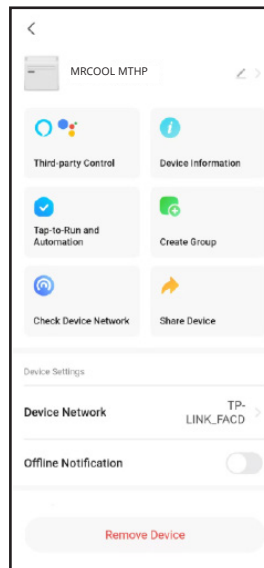 MRCOOL MTHP
Third-party Control
Device Information
Tap-to-Run and
Automation
Create Group
Check Device Network
Share Device
Device Settings
Device Network
TP-
LINK_FACD
Offline Notification
Remove Device